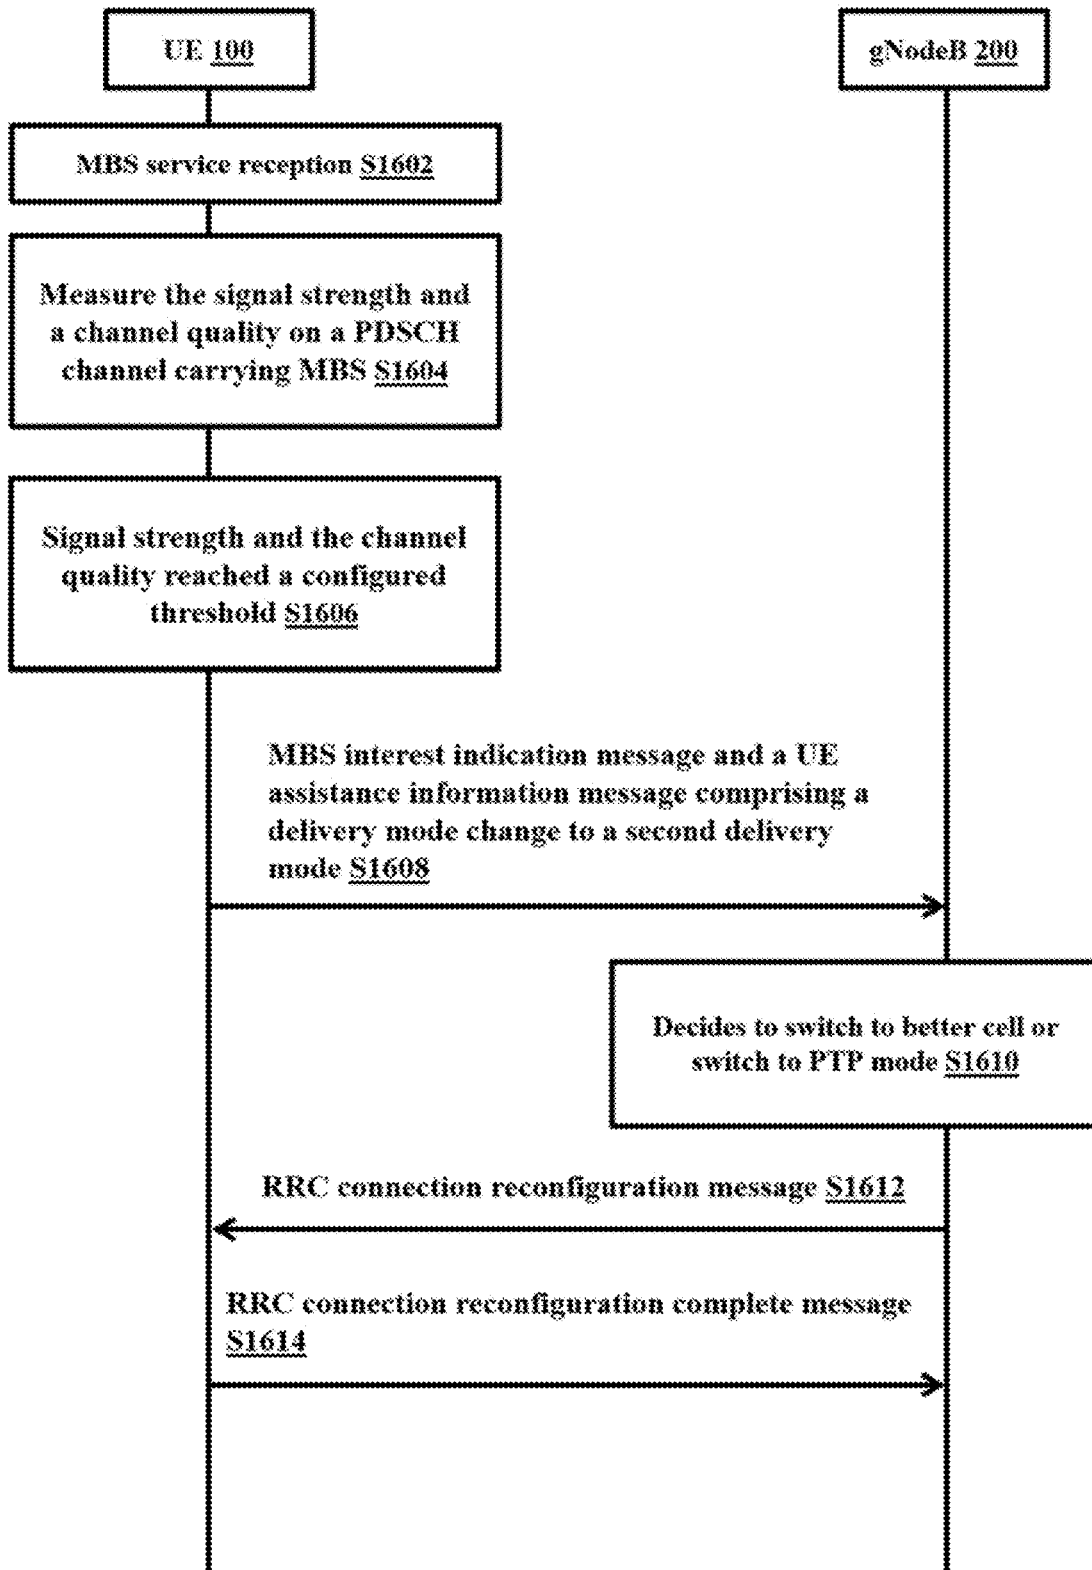 UE 100
gNodeB 200
MBS service reception S1602
Measure the signal strength and
a channel quality on a PDSCH
channel carrying MBS S1604
Signal strength and the channel
quality reached a configured
threshold S1606
MBS interest indication message and a UE
assistance information message comprising a
delivery mode change to a second delivery
mode S1608
Decides to switch to better cell or
switch to PTP mode S1610
RRC connection reconfiguration message S1612
RRC connection reconfiguration complete message
S1614